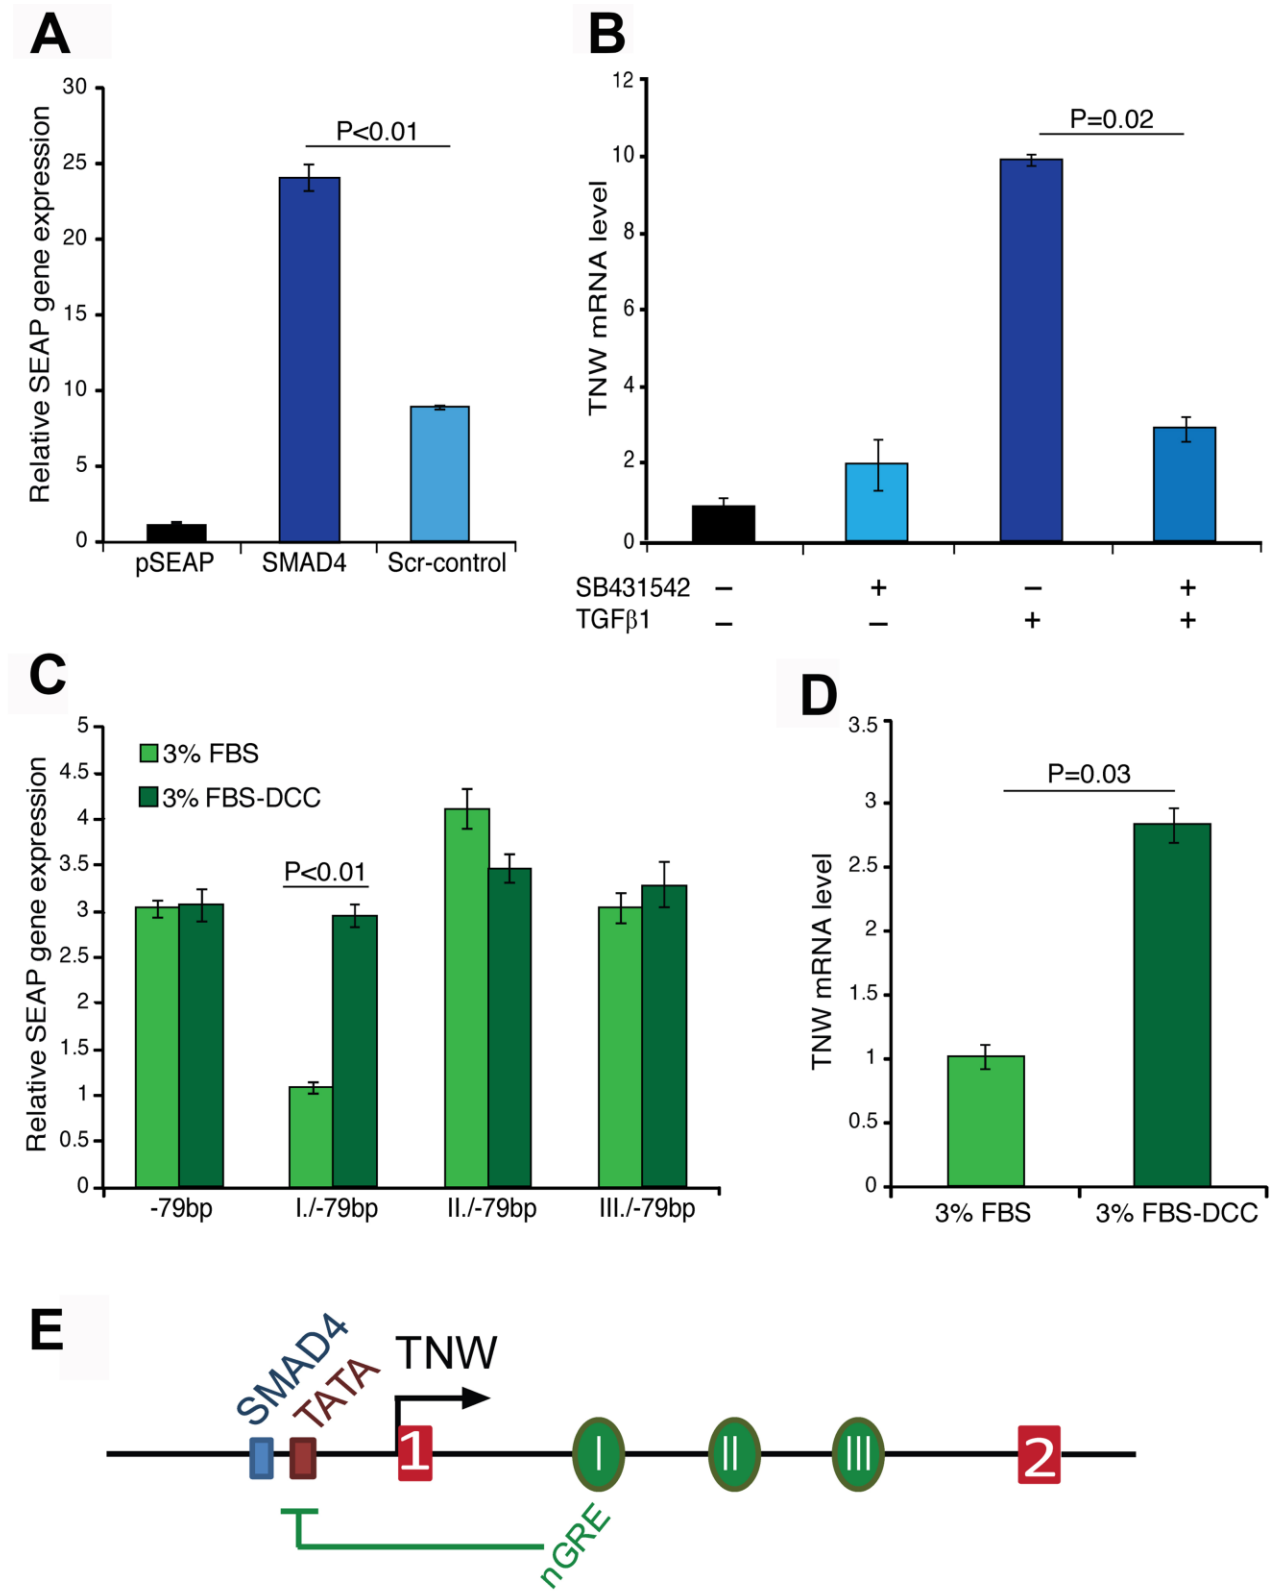 A
Relative SEAP gene expression
30
25
20
15
10
5
0
P<0.01
pSEAP SMAD4 Scr-control
B
TNW mRNA level
12
10
8
6
4
2
0
P=0.02
SB431542 – + – +
TGFβ1 – – + +
C
Relative SEAP gene expression
5
4.5
4
3.5
3
2.5
2
1.5
1
0.5
0
3% FBS
3% FBS-DCC
P<0.01
-79bp I./-79bp II./-79bp III./-79bp
D
TNW mRNA level
3.5
3
2.5
2
1.5
1
0.5
0
P=0.03
3% FBS 3% FBS-DCC
E
SMAD4
TATA
TNW
1 I II III 2
nGRE